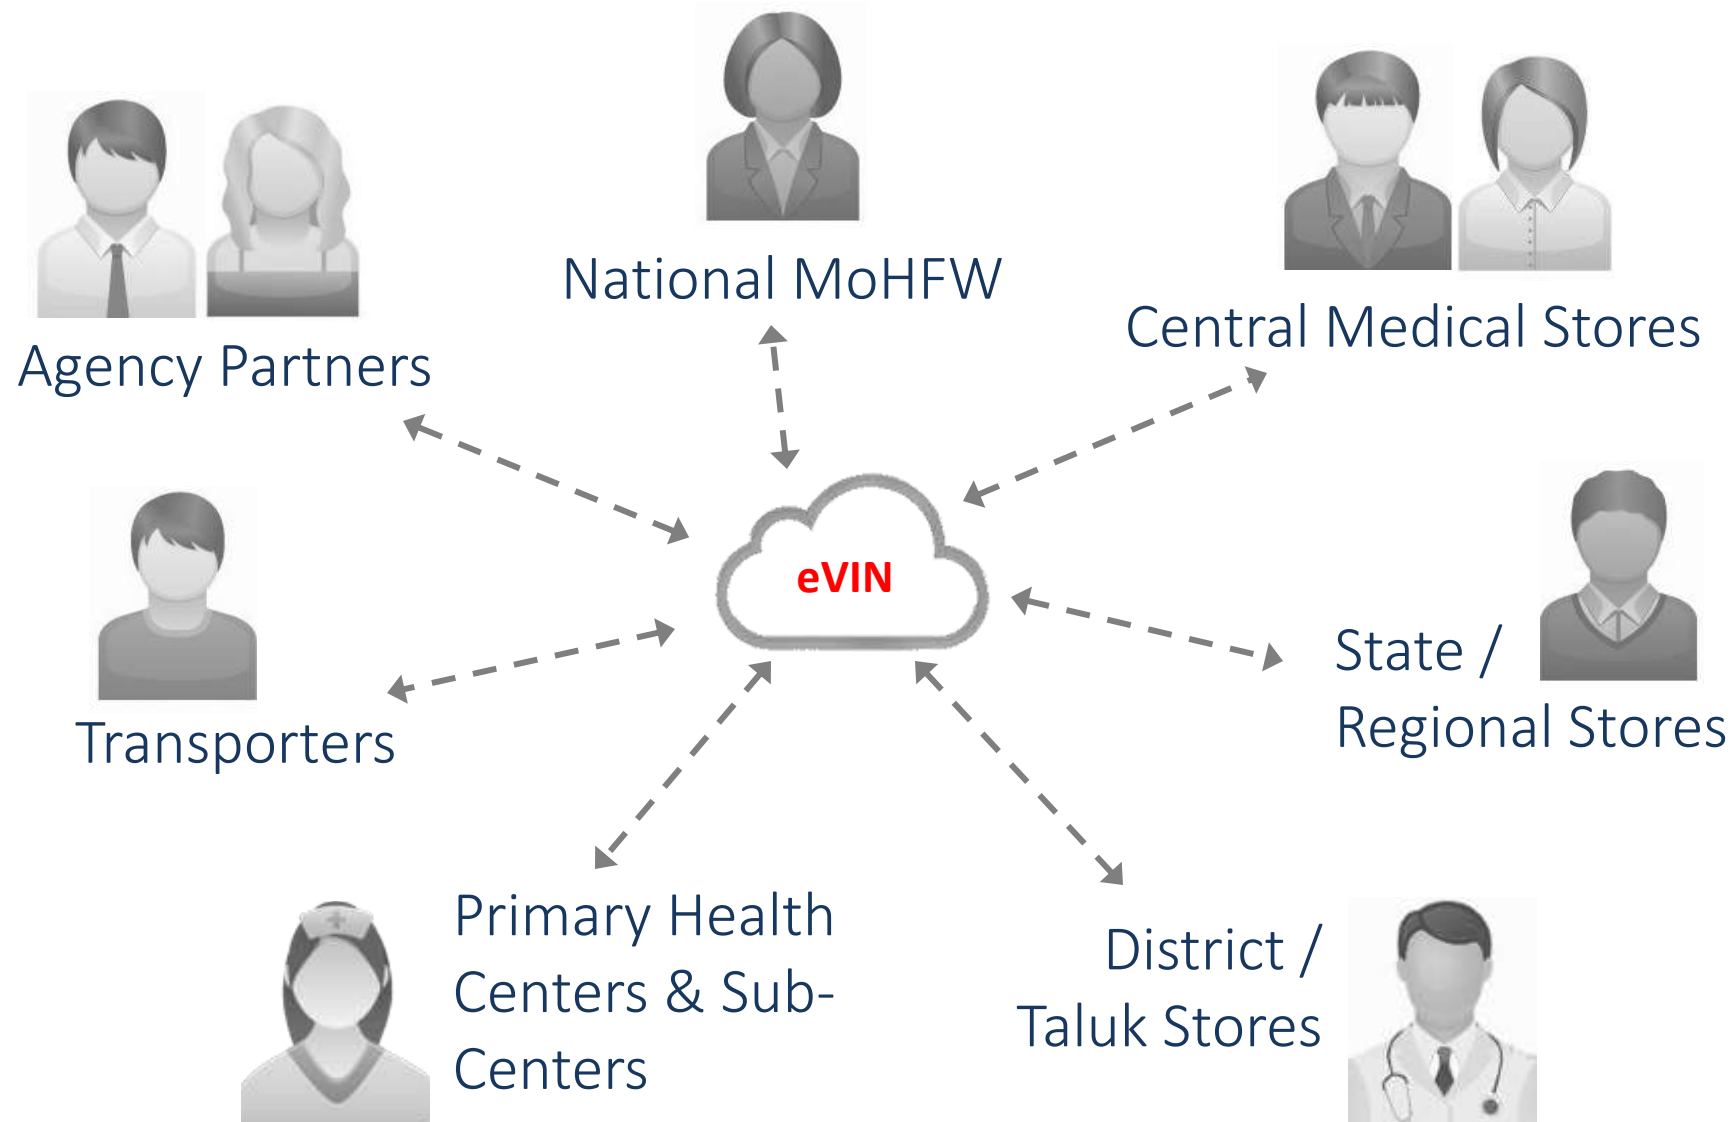 National MoHFW
Central Medical Stores
Agency Partners
eVIN
State /
Regional Stores
Transporters
Primary Health
Centers & Sub-
Centers
District /
Taluk Stores